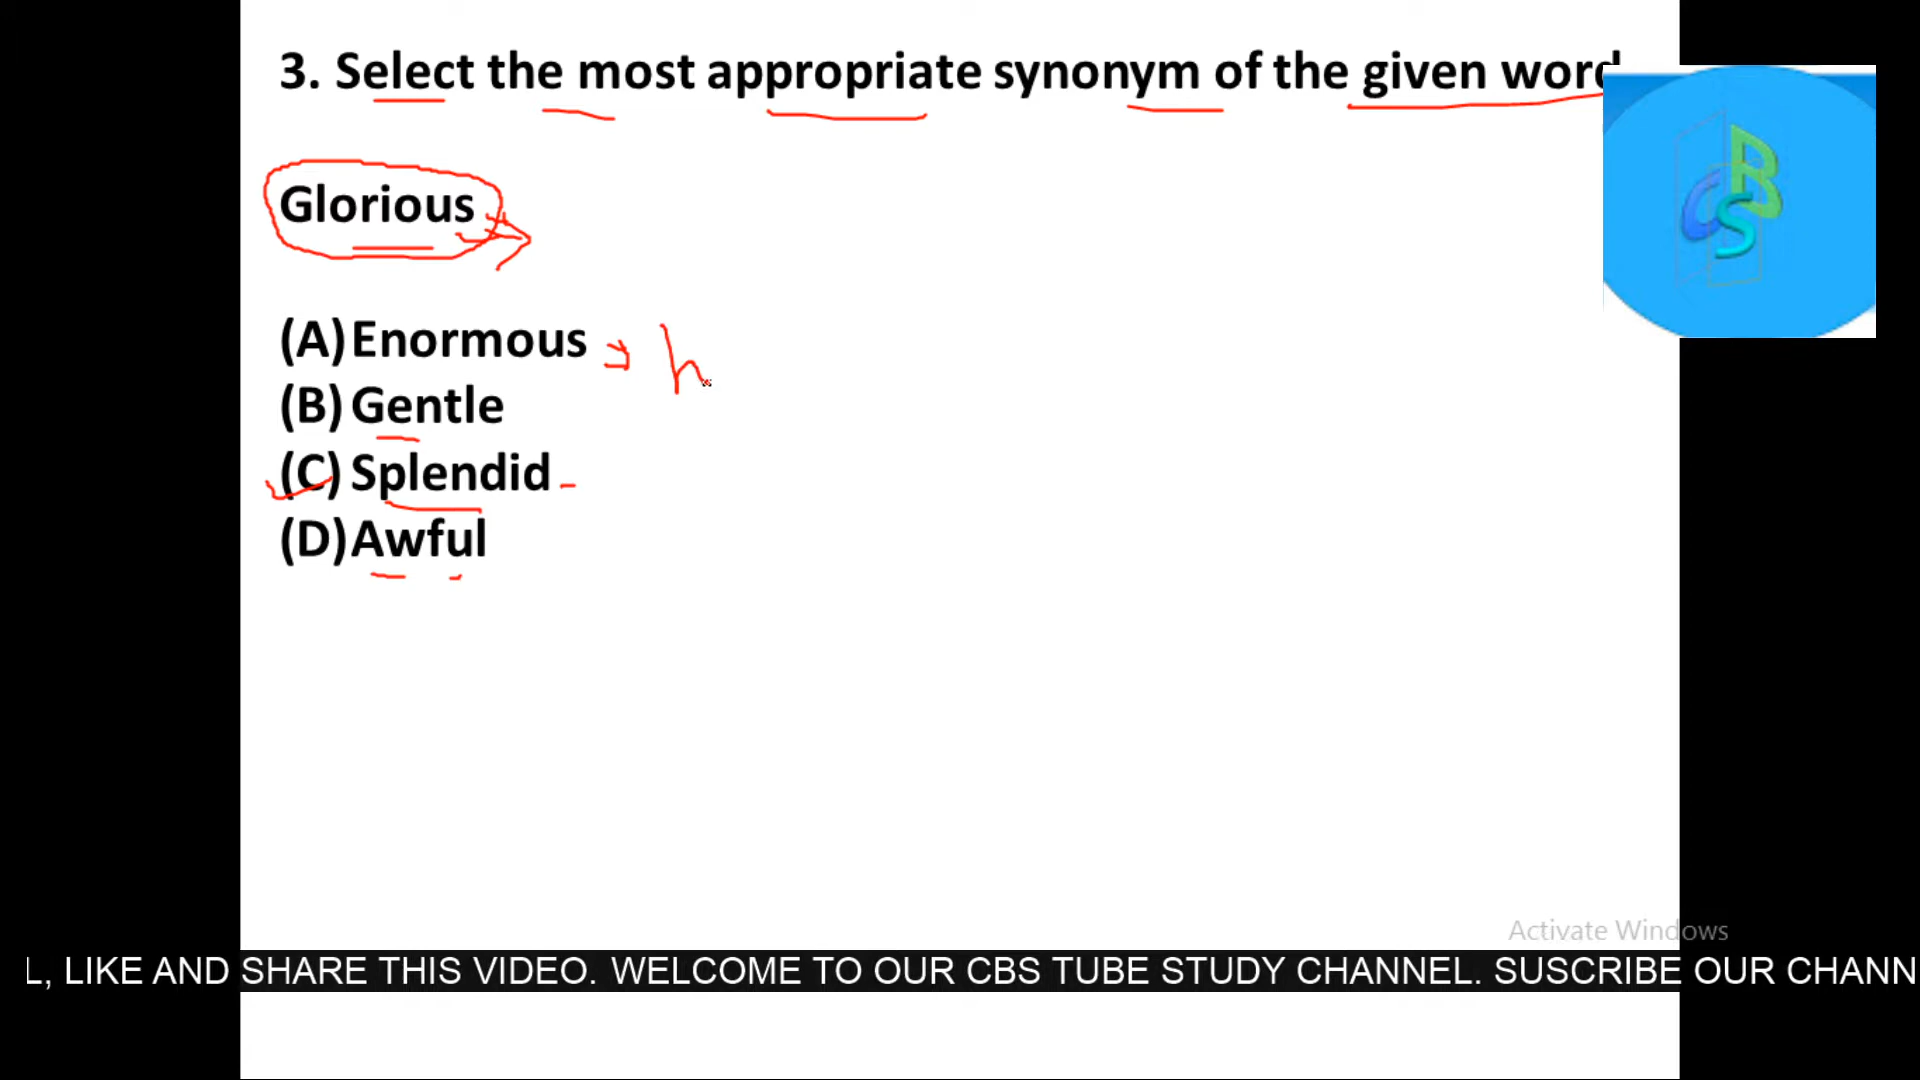 3. Select the most appropriate synonym of the given word
Glorious
(A) Enormous → h
(B) Gentle
(C) Splendid -
(D) Awful
CBS
Activate Windows
L, LIKE AND SHARE THIS VIDEO. WELCOME TO OUR CBS TUBE STUDY CHANNEL. SUSCRIBE OUR CHANN